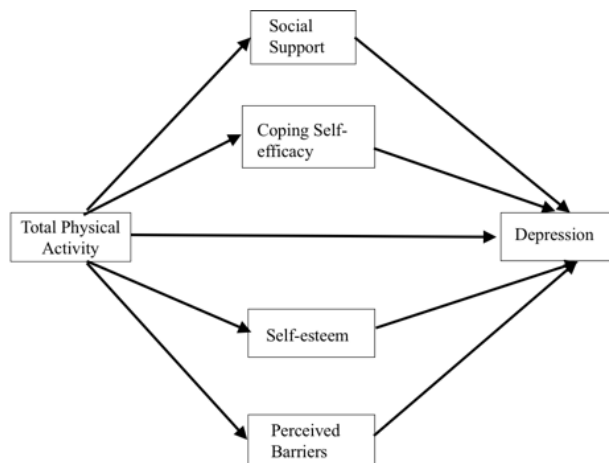 Social
Support
Coping Self-
efficacy
Total Physical
Activity
Depression
Self-esteem
Perceived
Barriers